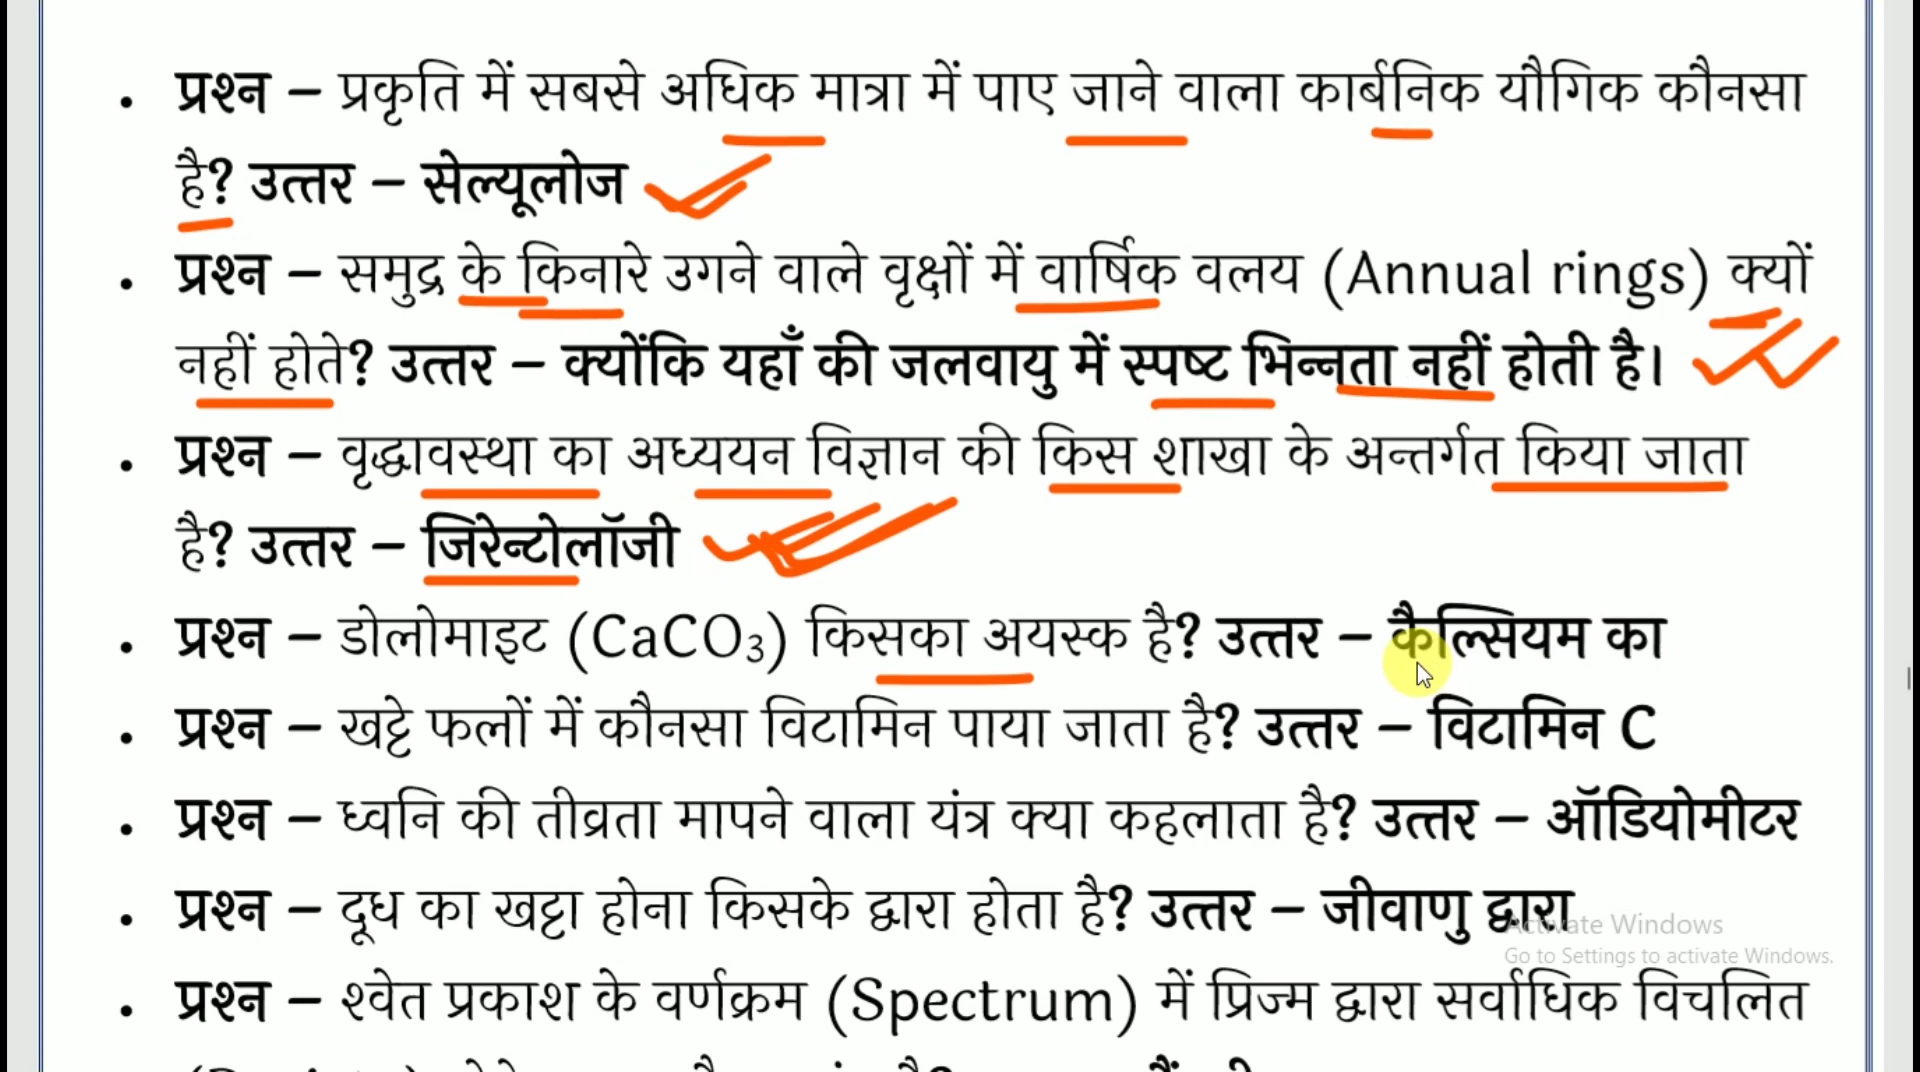 • प्रश्न – प्रकृति में सबसे अधिक मात्रा में पाए जाने वाला कार्बनिक यौगिक कौनसा
है? उत्तर – सेल्यूलोज
• प्रश्न – समुद्र के किनारे उगने वाले वृक्षों में वार्षिक वलय (Annual rings) क्यों
नहीं होते? उत्तर – क्योंकि यहाँ की जलवायु में स्पष्ट भिन्नता नहीं होती है।
• प्रश्न – वृद्धावस्था का अध्ययन विज्ञान की किस शाखा के अन्तर्गत किया जाता
है? उत्तर – जिरेन्टोलॉजी
• प्रश्न – डोलोमाइट (CaCO₃) किसका अयस्क है? उत्तर – कैल्सियम का
• प्रश्न – खट्टे फलों में कौनसा विटामिन पाया जाता है? उत्तर – विटामिन C
• प्रश्न – ध्वनि की तीव्रता मापने वाला यंत्र क्या कहलाता है? उत्तर – ऑडियोमीटर
• प्रश्न – दूध का खट्टा होना किसके द्वारा होता है? उत्तर – जीवाणु द्वारा
Activate Windows
Go to Settings to activate Windows.
• प्रश्न – श्वेत प्रकाश के वर्णक्रम (Spectrum) में प्रिज्म द्वारा सर्वाधिक विचलित